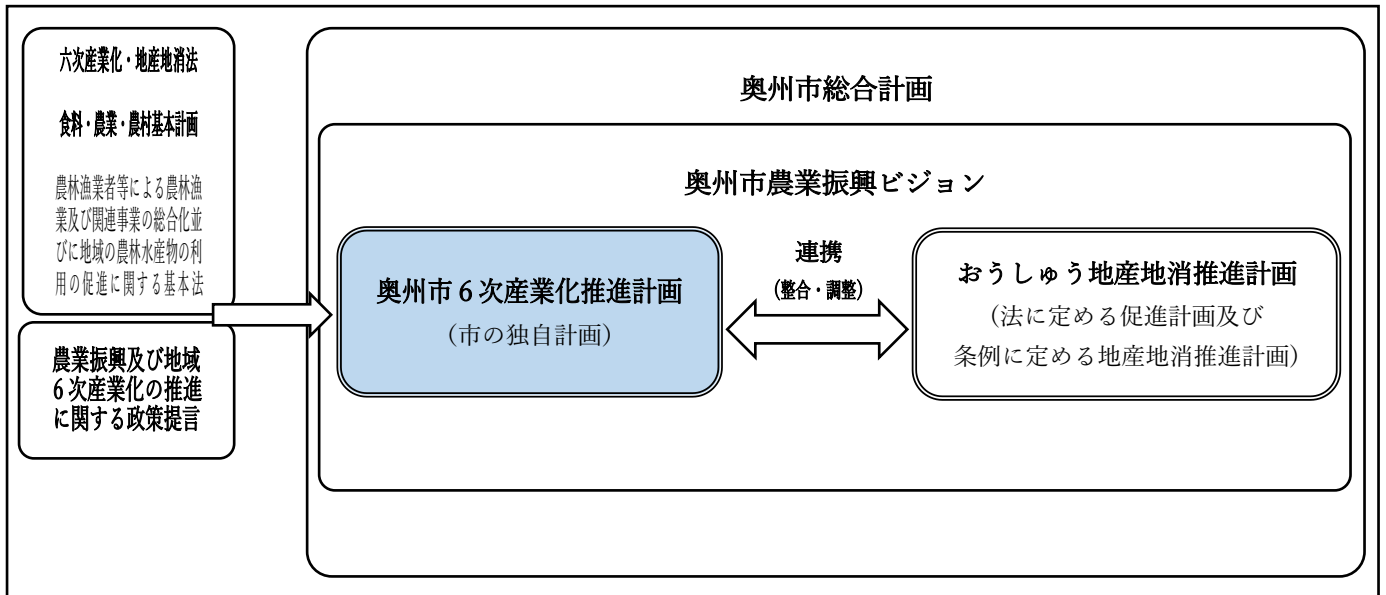 六次産業化・地産地消法
食料・農業・農村基本計画
農林漁業者等による農林漁
業及び関連事業の総合化並
びに地域の農林水産物の利
用の促進に関する基本法
農業振興及び地域
６次産業化の推進
に関する政策提言
奥州市総合計画
奥州市農業振興ビジョン
奥州市６次産業化推進計画
（市の独自計画）
連携
（整合・調整）
おうしゅう地産地消推進計画
（法に定める促進計画及び
条例に定める地産地消推進計画）